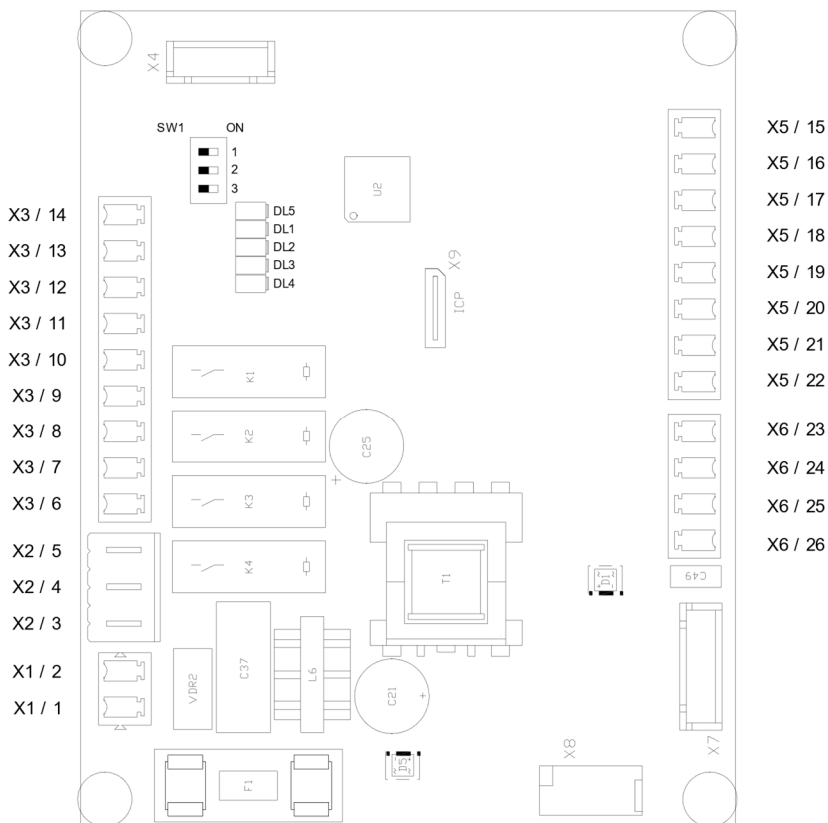 X4
SW1 ON
1
2
3
U2
DL5
DL1
DL2
DL3
DL4
X9
ICP
X3 / 14
X3 / 13
X3 / 12
X3 / 11
X3 / 10
X3 / 9
X3 / 8
X3 / 7
X3 / 6
X2 / 5
X2 / 4
X2 / 3
X1 / 2
X1 / 1
K1
K2
K3
K4
C25
+
T1
VDR2
C37
L6
C21
+
F1
D5
D1
C49
X8
X7
X5 / 15
X5 / 16
X5 / 17
X5 / 18
X5 / 19
X5 / 20
X5 / 21
X5 / 22
X6 / 23
X6 / 24
X6 / 25
X6 / 26